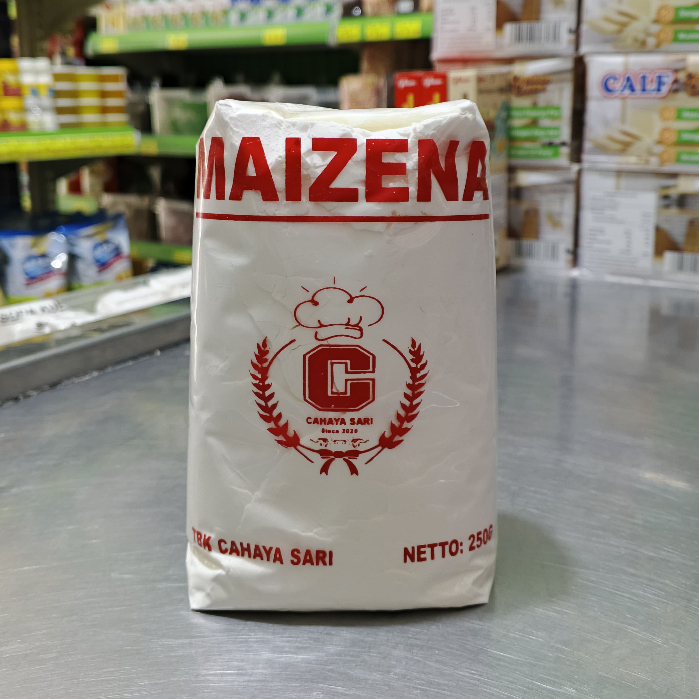 MAIZENA
C
CAHAYA SARI
Since 2020
TBK CAHAYA SARI
NETTO: 250G
CALF